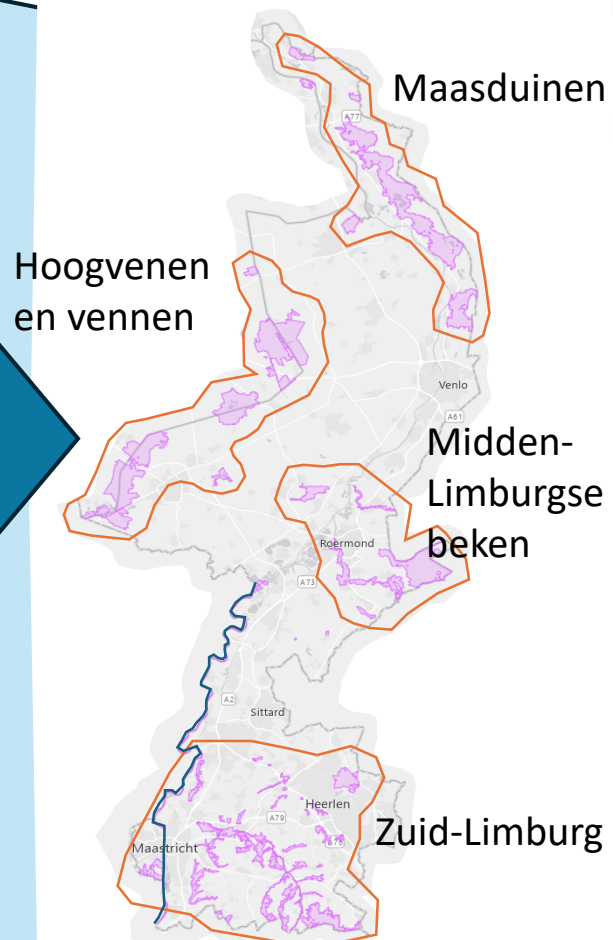 Maasduinen
A77
Hoogvenen
en vennen
Venlo
A61
Midden-
Limburgse
beken
Roermond
A73
A2
Sittard
Heerlen
A79
A76
Maastricht
Zuid-Limburg